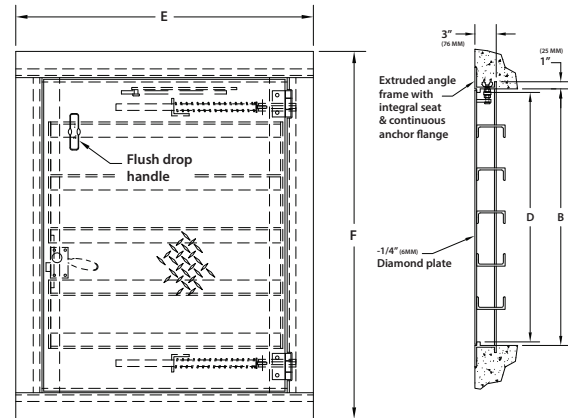 E
3"
(76 MM)
(25 MM)
1"
Extruded angle
frame with
integral seat
& continuous
anchor flange
Flush drop
handle
F
D
B
-1/4" (6MM)
Diamond plate